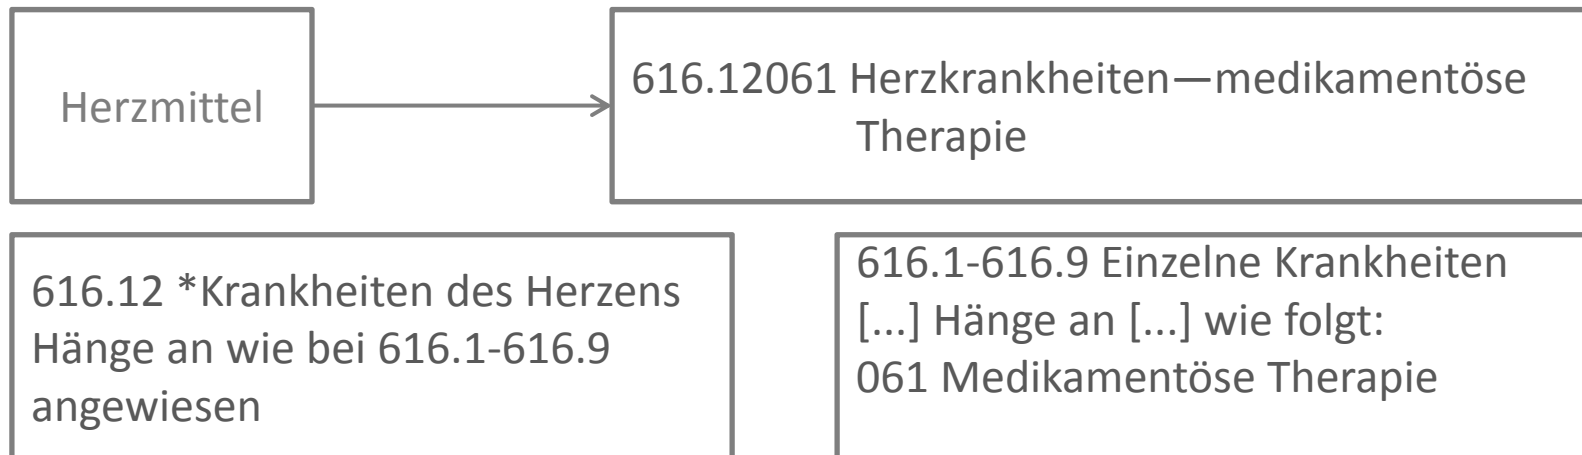 Herzmittel
616.12061 Herzkrankheiten—medikamentöse
Therapie
616.12 *Krankheiten des Herzens
Hänge an wie bei 616.1-616.9
angewiesen
616.1-616.9 Einzelne Krankheiten
[...] Hänge an [...] wie folgt:
061 Medikamentöse Therapie